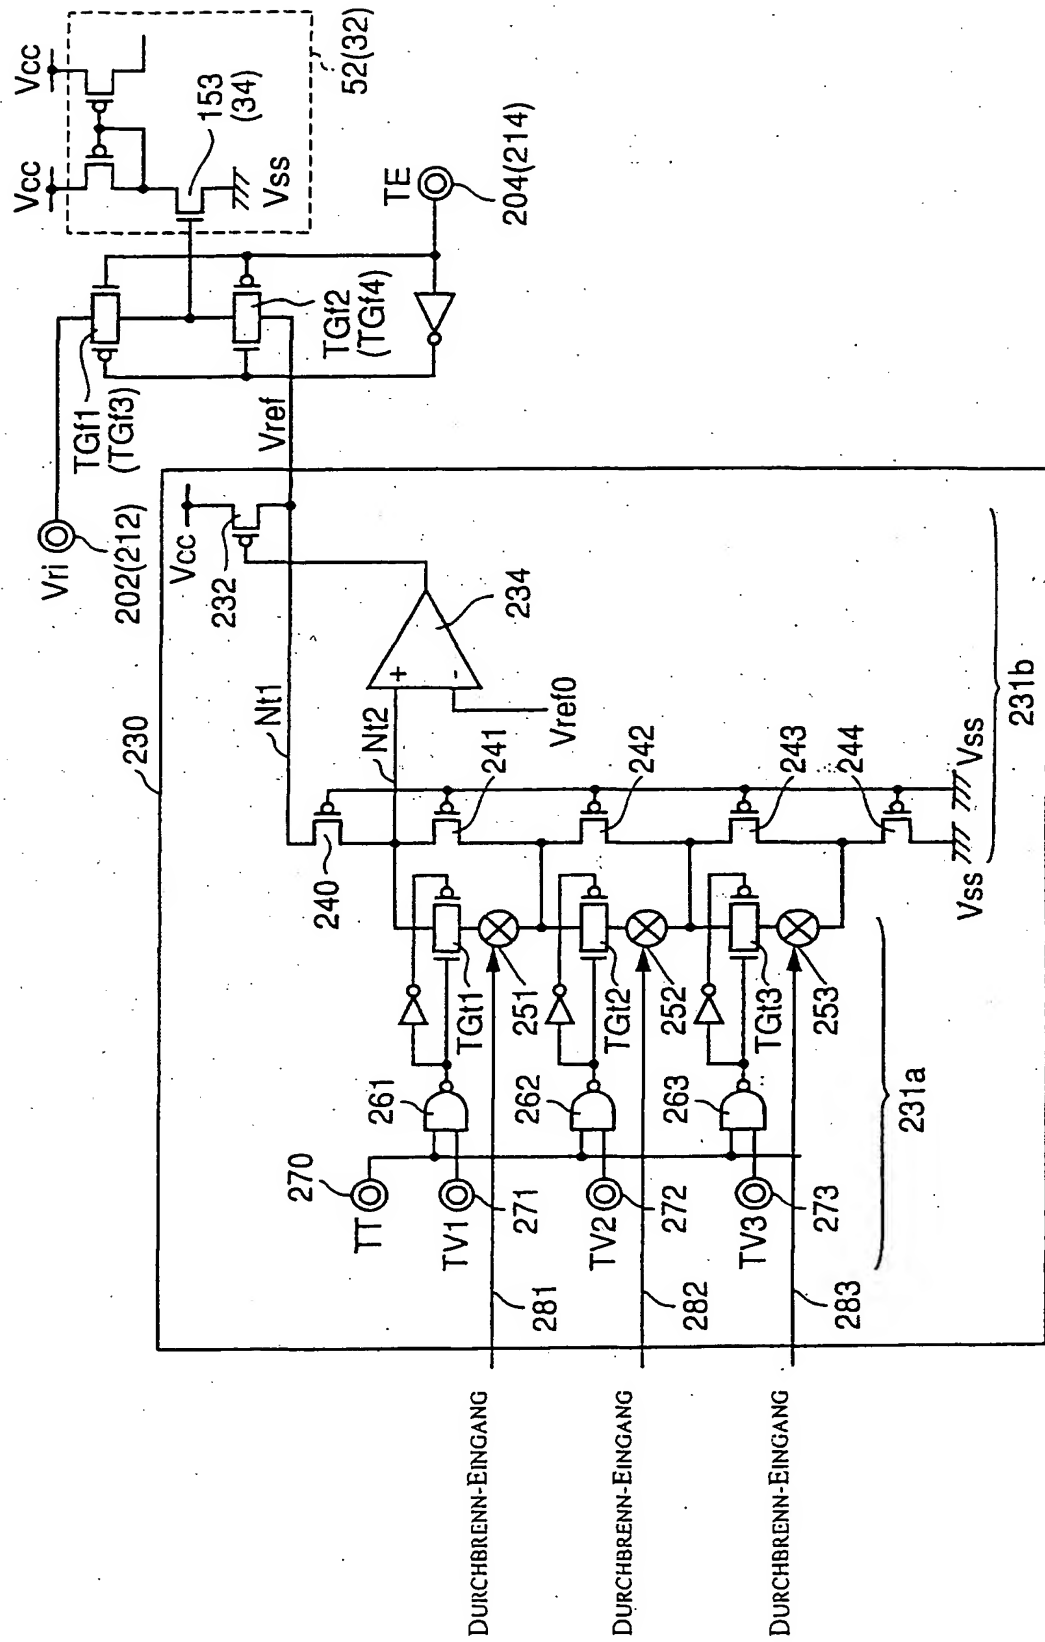 Vcc
Vcc
52(32)
153
(34)
Vss
TE
204(214)
TGf1
(TGf3)
TGf2
(TGf4)
Vri
202(212)
Vref
230
Vcc
232
234
Nt1
Nt2
Vref0
240
241
242
243
244
Vss
Vss
231b
TGt1
251
TGt2
252
TGt3
253
261
262
263
231a
270
TT
TV1
271
TV2
272
TV3
273
281
282
283
DURCHBRENN-EINGANG
DURCHBRENN-EINGANG
DURCHBRENN-EINGANG